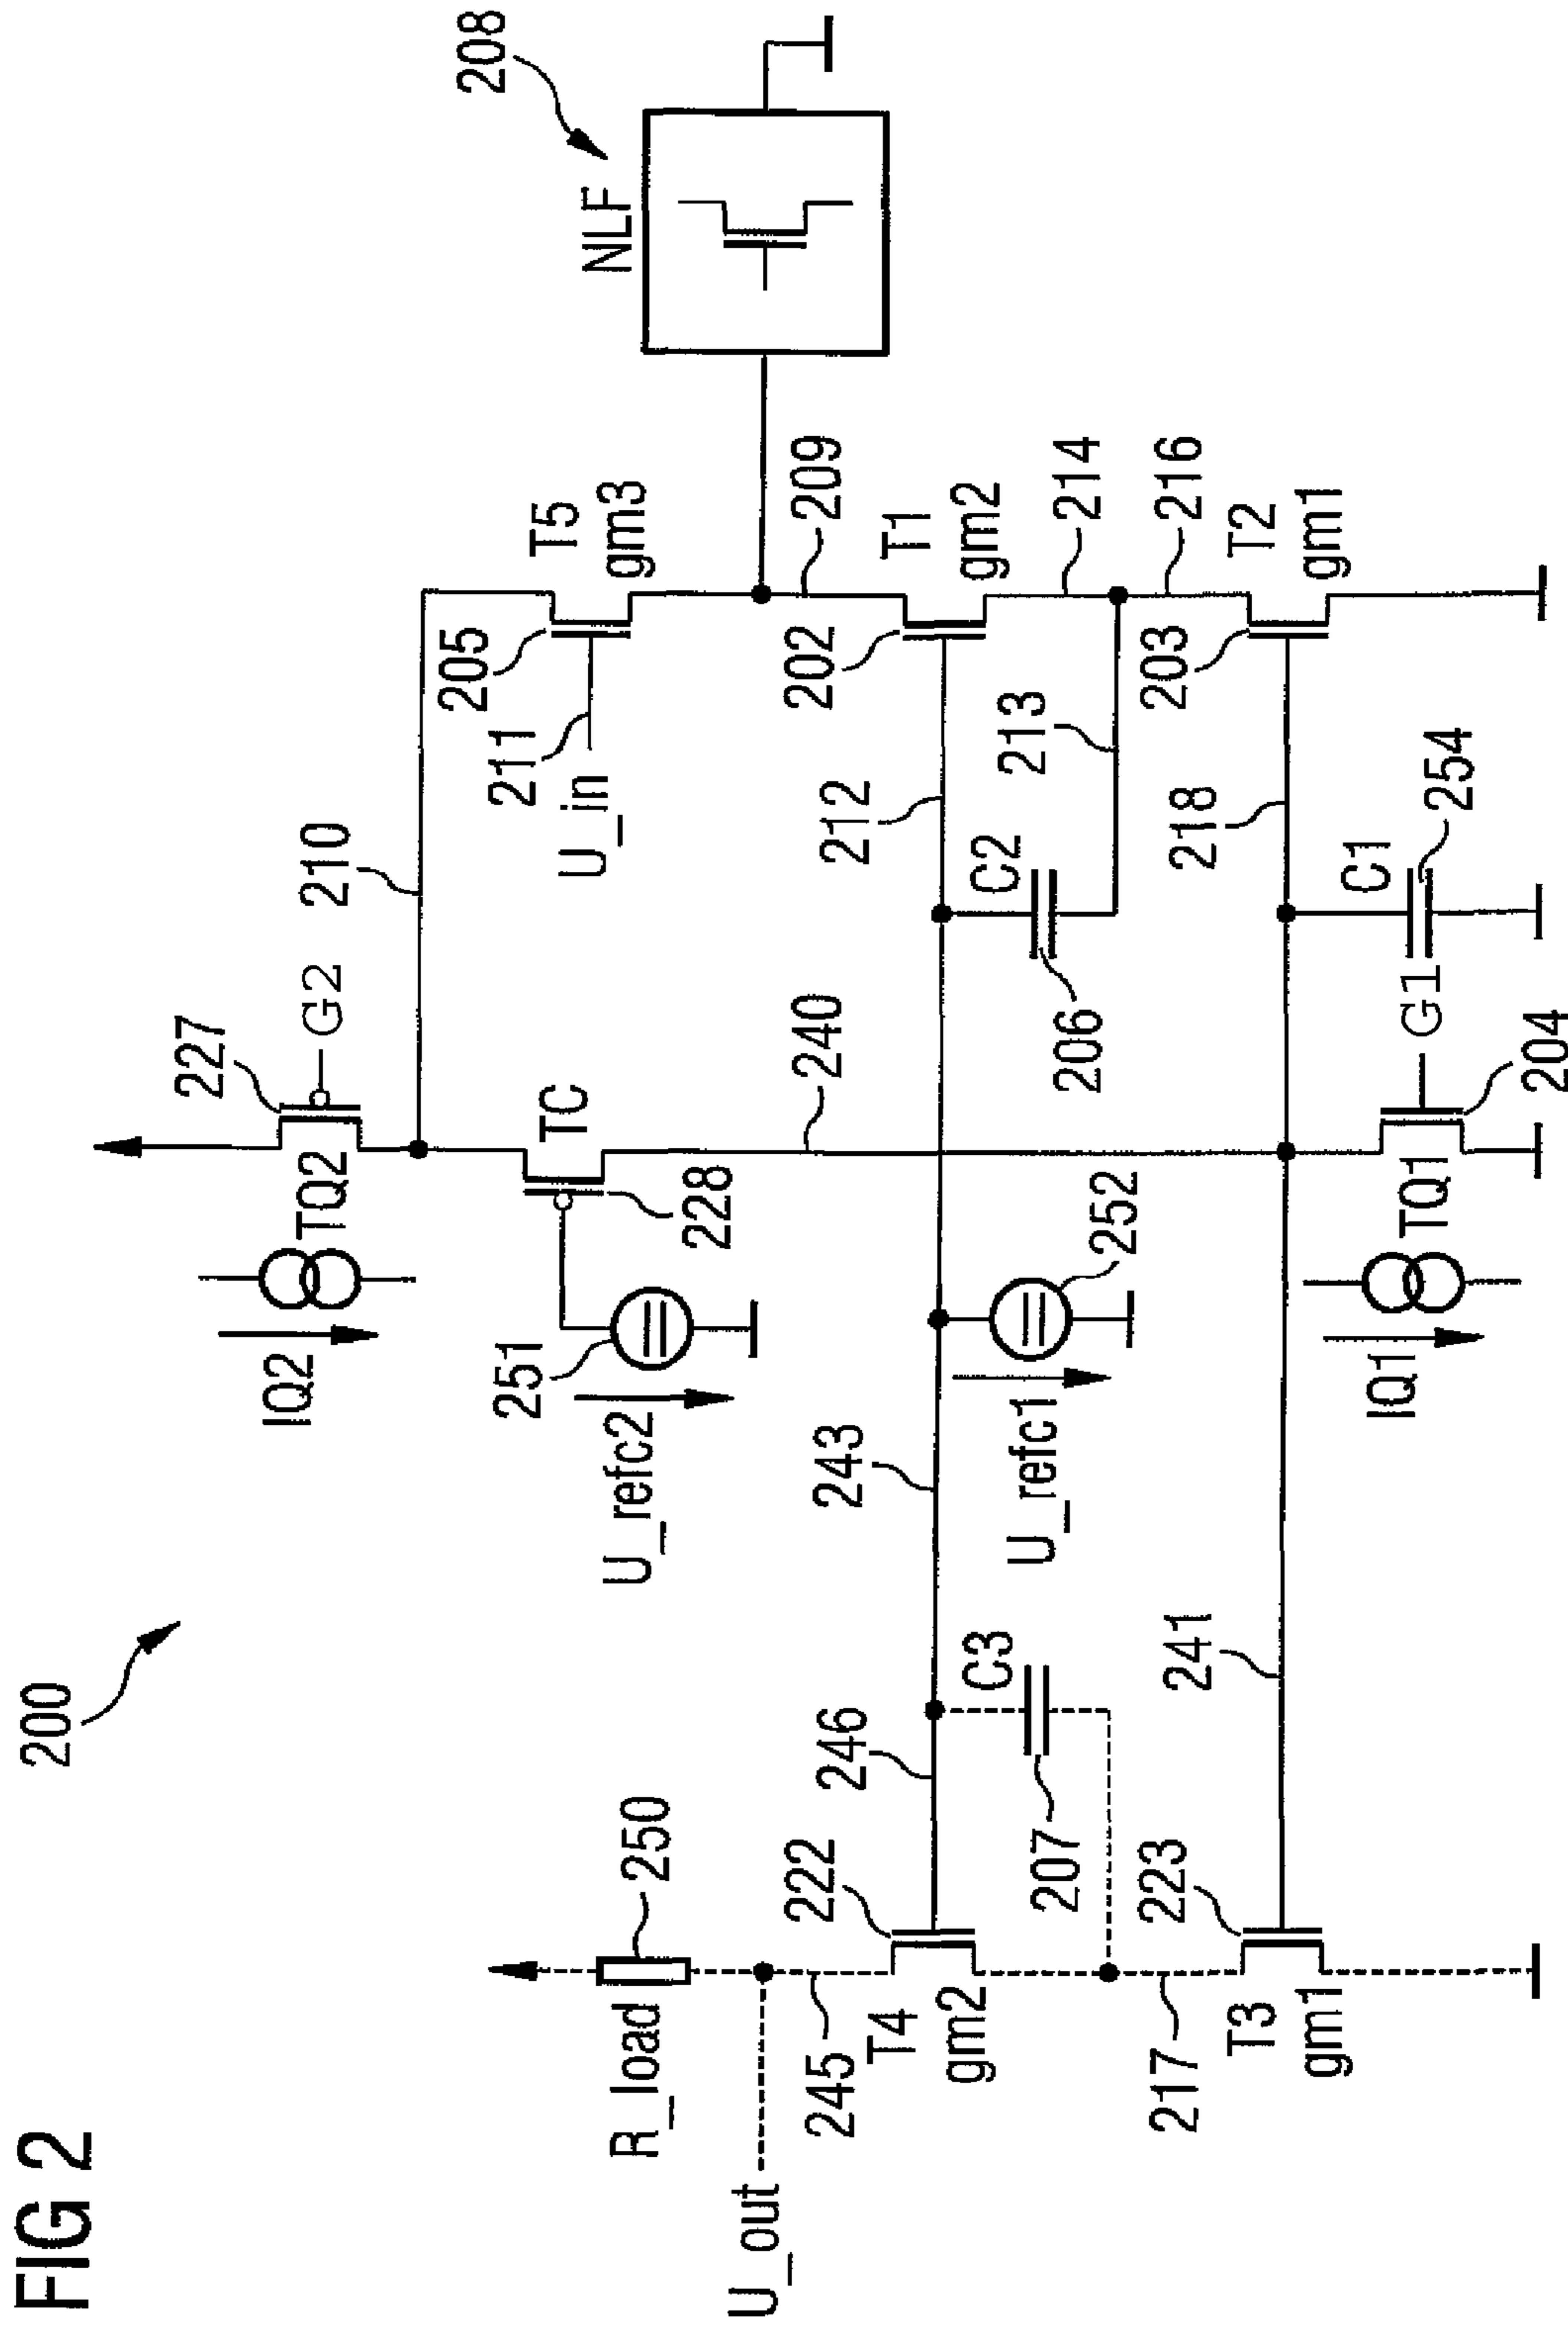 FIG 2
200
227
G2
210
TQ2
IQ2
TC
228
251
U_refc2
T5
gm3
205
211
U_in
NLF
208
209
240
212
T1
gm2
202
C2
206
213
214
216
252
U_refc1
243
246
C3
207
222
R_load
250
U_out
245
T4
gm2
217
T3
gm1
223
241
218
203
T2
gm1
C1
254
G1
204
TQ1
IQ1